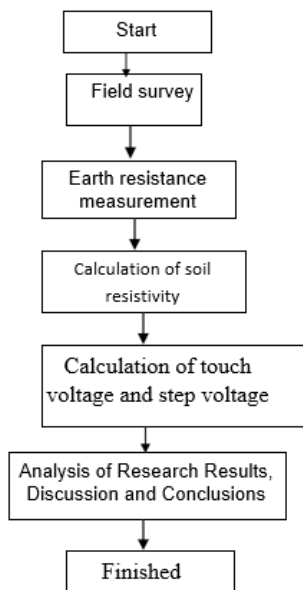 Start
Field survey
Earth resistance
measurement
Calculation of soil
resistivity
Calculation of touch
voltage and step voltage
Analysis of Research Results,
Discussion and Conclusions
Finished